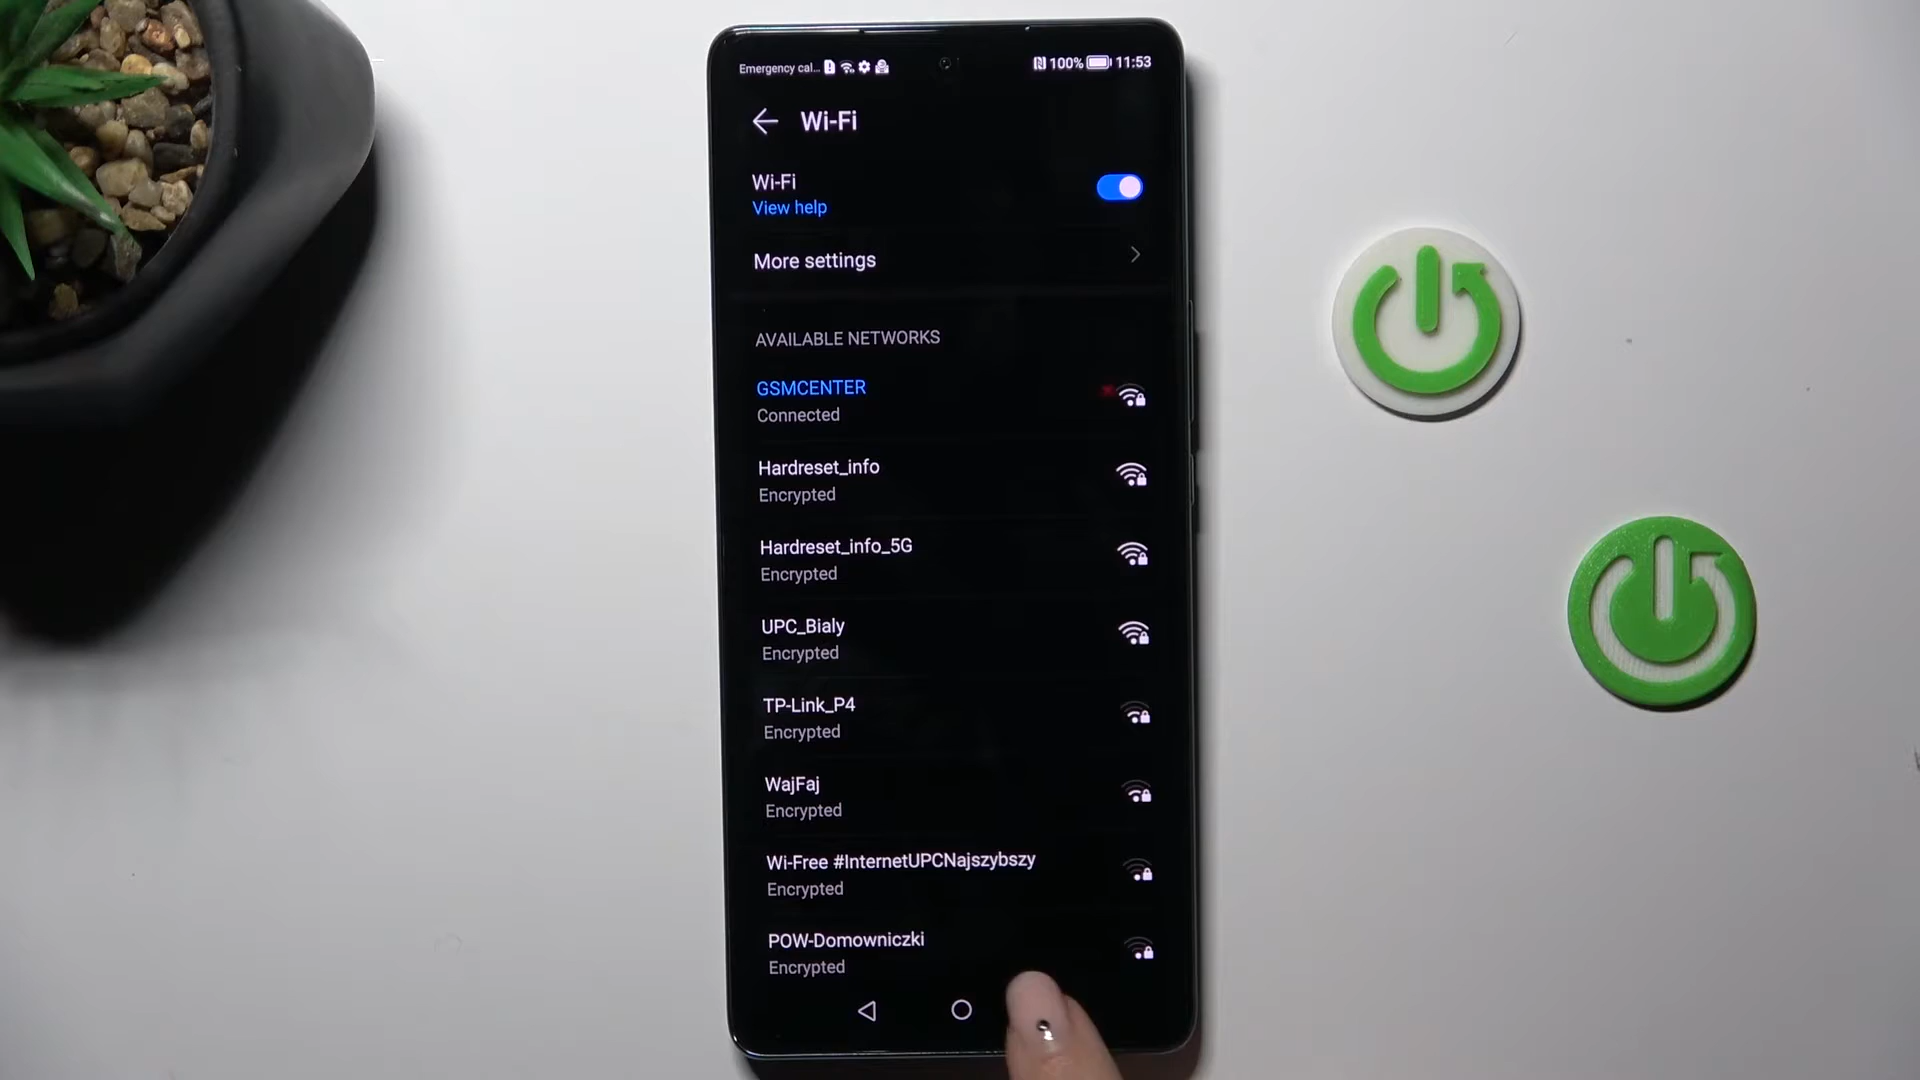 Emergency cal... 100% 11:53
Wi-Fi
Wi-Fi
View help
More settings
AVAILABLE NETWORKS
GSMCENTER
Connected
Hardreset_info
Encrypted
Hardreset_info_5G
Encrypted
UPC_Bialy
Encrypted
TP-Link_P4
Encrypted
WajFaj
Encrypted
Wi-Free #InternetUPCNajszybszy
Encrypted
POW-Domowniczki
Encrypted